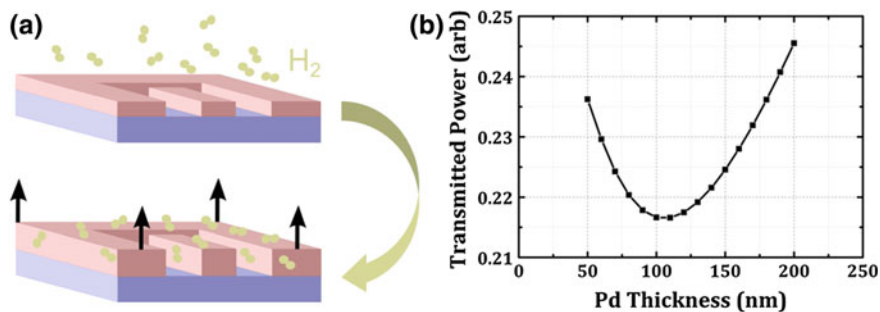 (a)
H₂
(b)
Transmitted Power (arb)
0.25
0.24
0.23
0.22
0.21
0 50 100 150 200 250
Pd Thickness (nm)